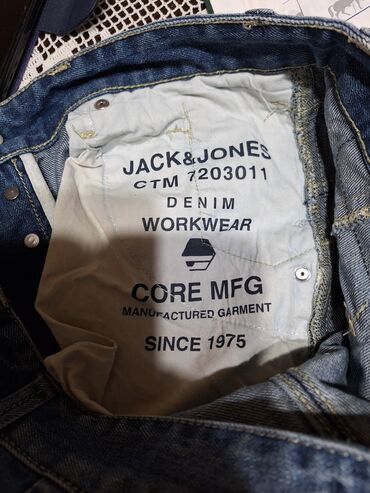 JACK&JONES
CTM 7203011
DENIM
WORKWEAR
CORE MFG
MANUFACTURED GARMENT
SINCE 1975